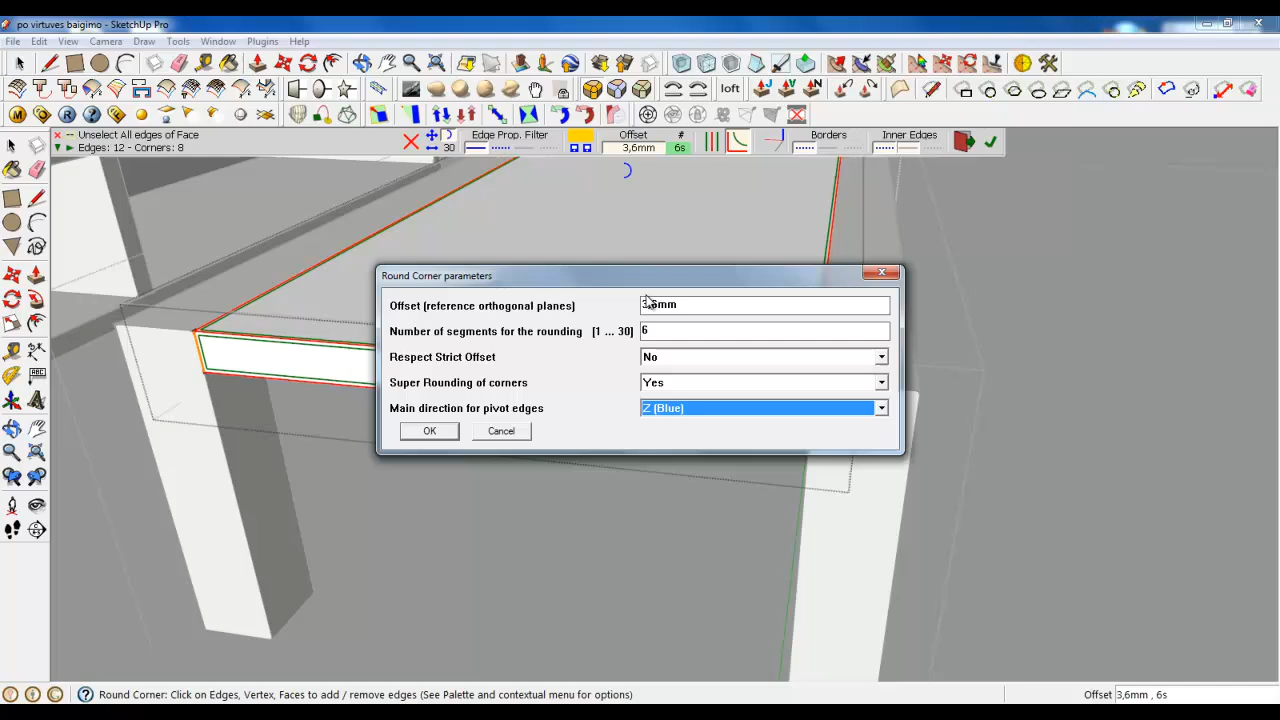 po virtuves baigimo - SketchUp Pro
File Edit View Camera Draw Tools Window Plugins Help
loft
M O R ?
Unselect All edges of Face
Edges: 12 - Corners: 8
30
Edge Prop. Filter
Offset #
3,6mm 6s
Borders
Inner Edges
Round Corner parameters
Offset (reference orthogonal planes) 3,6mm
Number of segments for the rounding [1 ... 30] 6
Respect Strict Offset No
Super Rounding of corners Yes
Main direction for pivot edges Z (Blue)
OK Cancel
Round Corner: Click on Edges, Vertex, Faces to add / remove edges (See Palette and contextual menu for options)
Offset 3,6mm , 6s